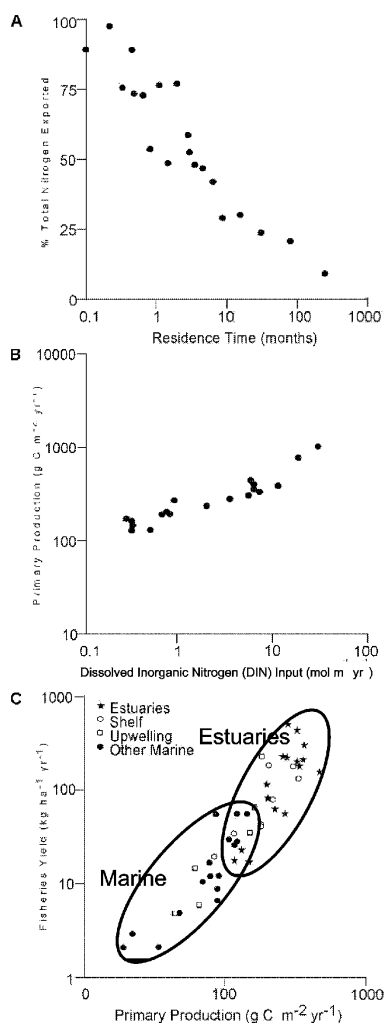 A
100
75
50
25
0
% Total Nitrogen Exported
0.1 1 10 100 1000
Residence Time (months)
B
10000
1000
100
10
Primary Production (g C m⁻² yr⁻¹)
0.1 1 10 100
Dissolved Inorganic Nitrogen (DIN) Input (mol m⁻ yr⁻)
C
1000
100
10
1
Fisheries Yield (kg ha⁻¹ yr⁻¹)
Estuaries
Shelf
Upwelling
Other Marine
Estuaries
Marine
0 100 1000
Primary Production (g C m⁻² yr⁻¹)